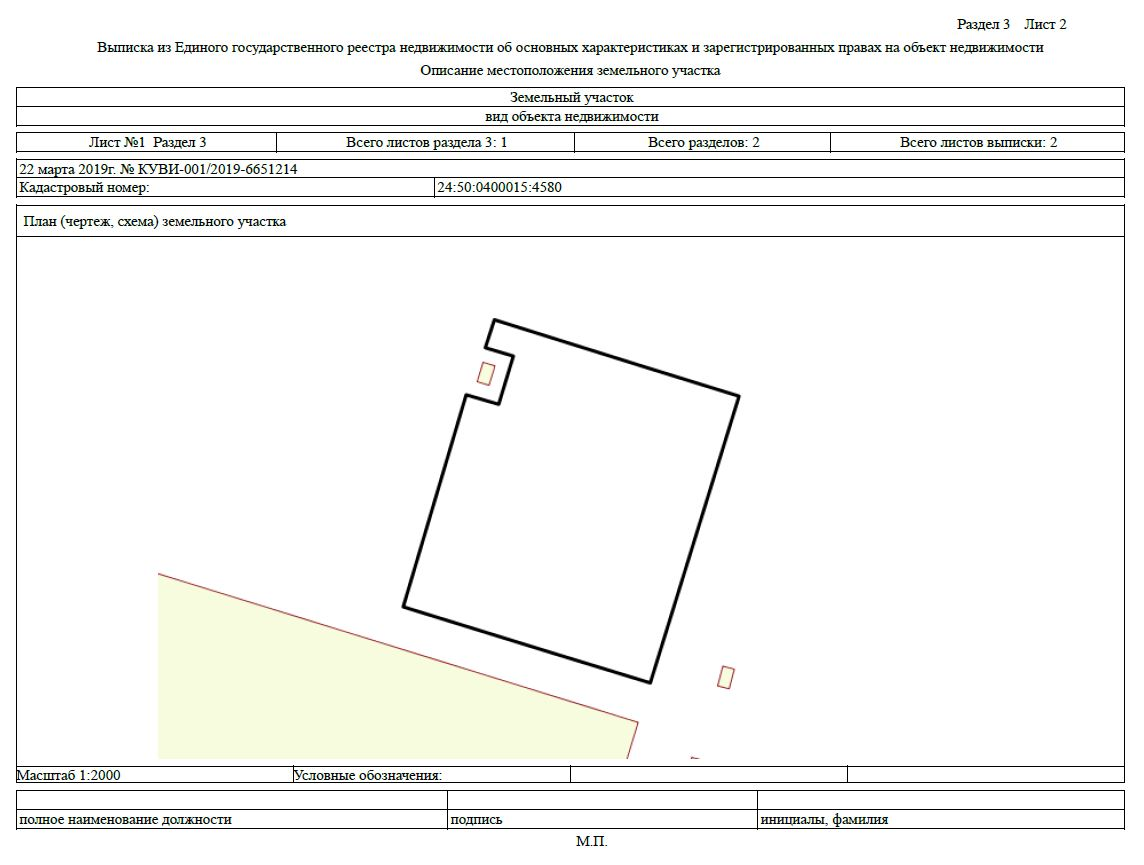 Раздел 3 Лист 2
Выписка из Единого государственного реестра недвижимости об основных характеристиках и зарегистрированных правах на объект недвижимости
Описание местоположения земельного участка
Земельный участок
вид объекта недвижимости
Лист №1 Раздел 3 Всего листов раздела 3: 1 Всего разделов: 2 Всего листов выписки: 2
22 марта 2019г. № КУВИ-001/2019-6651214
Кадастровый номер: 24:50:0400015:4580
План (чертеж, схема) земельного участка
Масштаб 1:2000 Условные обозначения:
полное наименование должности подпись инициалы, фамилия
М.П.